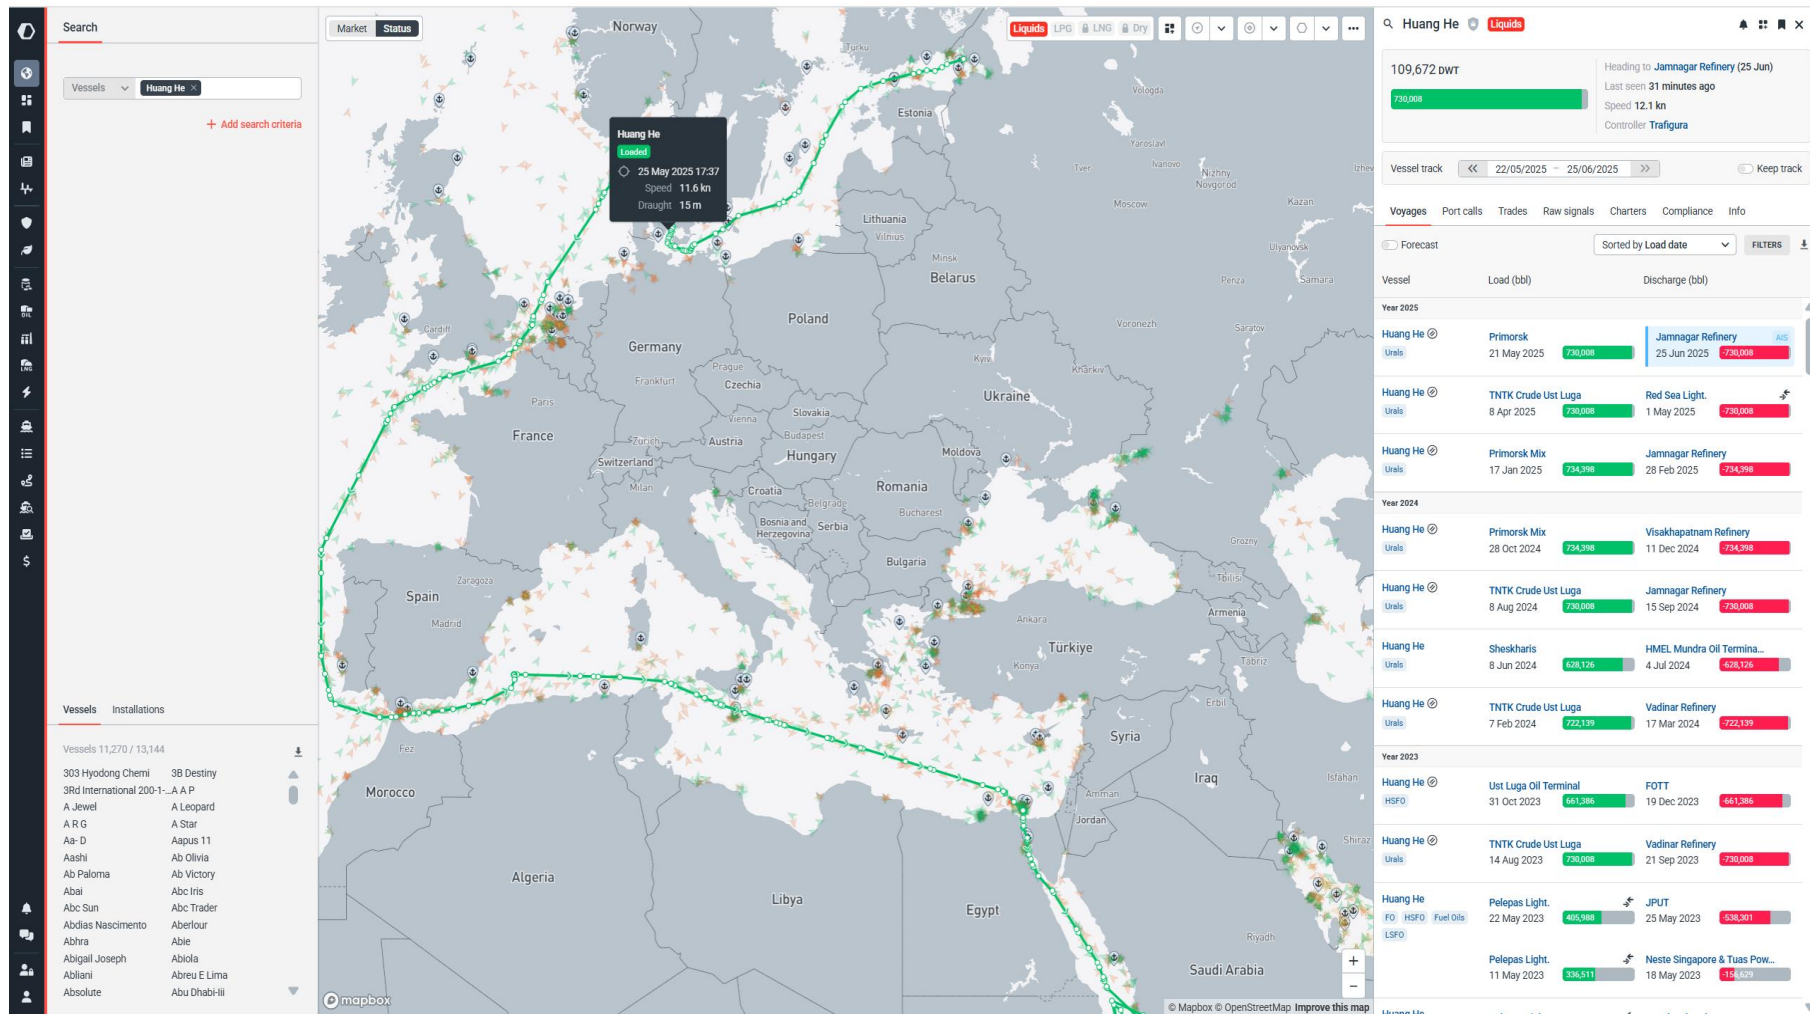 Search
Vessels
Huang He ×
+ Add search criteria
Vessels
Installations
Vessels 11,270 / 13,144
303 Hyodong Chemi
3B Destiny
3Rd International 200-1-...
A A P
A Jewel
A Leopard
A R G
A Star
Aa- D
Aapus 11
Aashi
Ab Olivia
Ab Paloma
Ab Victory
Abai
Abc Iris
Abc Sun
Abc Trader
Abdias Nascimento
Aberlour
Abhra
Abie
Abigail Joseph
Abiola
Abliani
Abreu E Lima
Absolute
Abu Dhabi-Iii
OIL
LNG
Market
Status
Liquids
LPG
LNG
Dry
Norway
Turku
Estonia
Vologda
Yaroslavl
Ivanovo
Tver
Nizhny
Novgorod
Izhev
Kazan
Moscow
Huang He
Loaded
25 May 2025 17:37
Speed 11.6 kn
Draught 15 m
Lithuania
Vilnius
Minsk
Belarus
Ulyanovsk
Penza
Samara
Cardiff
Poland
Germany
Voronezh
Saratov
Prague
Kyiv
Kharkiv
Frankfurt
Czechia
Paris
Ukraine
Slovakia
Vienna
France
Zurich
Austria
Budapest
Hungary
Moldova
Switzerland
Milan
Croatia
Romania
Belgrade
Bosnia and
Herzegovina
Serbia
Bucharest
Grozny
Bulgaria
Zaragoza
Tbilisi
Spain
Madrid
Armenia
Ankara
Türkiye
Konya
Tabriz
Erbil
Fez
Syria
Morocco
Iraq
Isfahan
Amman
Jordan
Shiraz
Algeria
Libya
Egypt
Riyadh
Saudi Arabia
+
−
mapbox
© Mapbox © OpenStreetMap Improve this map
Huang He
Liquids
109,672 DWT
730,008
Heading to Jamnagar Refinery (25 Jun)
Last seen 31 minutes ago
Speed 12.1 kn
Controller Trafigura
Vessel track
22/05/2025 – 25/06/2025
Keep track
Voyages
Port calls
Trades
Raw signals
Charters
Compliance
Info
Forecast
Sorted by Load date
FILTERS
Vessel
Load (bbl)
Discharge (bbl)
Year 2025
Huang He
Urals
Primorsk
21 May 2025
730,008
Jamnagar Refinery
AIS
25 Jun 2025
-730,008
Huang He
Urals
TNTK Crude Ust Luga
8 Apr 2025
730,008
Red Sea Light.
1 May 2025
-730,008
Huang He
Urals
Primorsk Mix
17 Jan 2025
734,398
Jamnagar Refinery
28 Feb 2025
-734,398
Year 2024
Huang He
Urals
Primorsk Mix
28 Oct 2024
734,398
Visakhapatnam Refinery
11 Dec 2024
-734,398
Huang He
Urals
TNTK Crude Ust Luga
8 Aug 2024
730,008
Jamnagar Refinery
15 Sep 2024
-730,008
Huang He
Urals
Sheskharis
8 Jun 2024
628,126
HMEL Mundra Oil Termina...
4 Jul 2024
-628,126
Huang He
Urals
TNTK Crude Ust Luga
7 Feb 2024
722,139
Vadinar Refinery
17 Mar 2024
-722,139
Year 2023
Huang He
HSFO
Ust Luga Oil Terminal
31 Oct 2023
661,386
FOTT
19 Dec 2023
-661,386
Huang He
Urals
TNTK Crude Ust Luga
14 Aug 2023
730,008
Vadinar Refinery
21 Sep 2023
-730,008
Huang He
FO
HSFO
Fuel Oils
LSFO
Pelepas Light.
22 May 2023
405,988
JPUT
25 May 2023
-538,301
Pelepas Light.
11 May 2023
336,511
Neste Singapore & Tuas Pow...
18 May 2023
-156,629